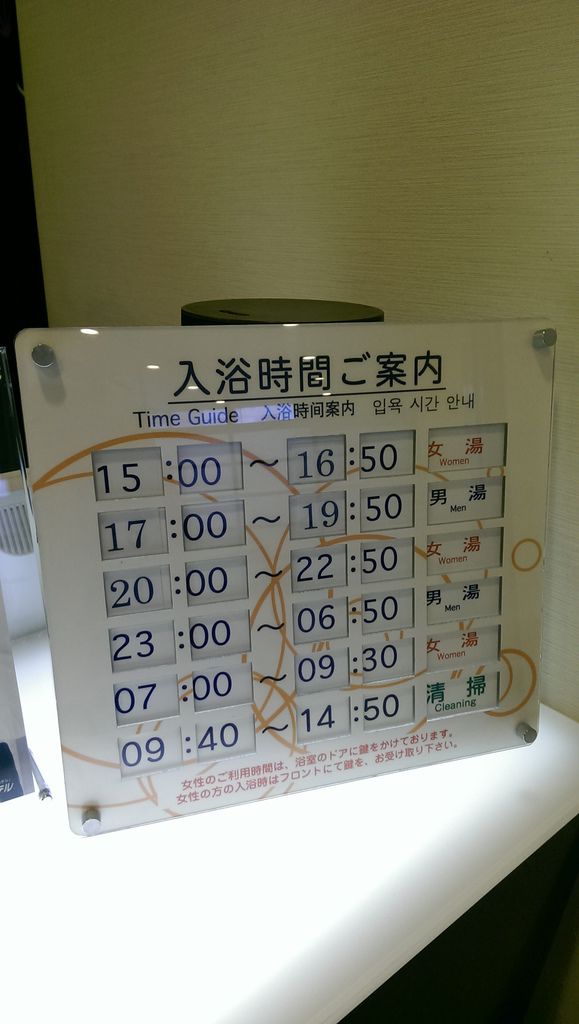 入浴時間ご案内
Time Guide 入浴时间案内 입욕 시간 안내
15:00 ～ 16:50 女湯 Women
17:00 ～ 19:50 男湯 Men
20:00 ～ 22:50 女湯 Women
23:00 ～ 06:50 男湯 Men
07:00 ～ 09:30 女湯 Women
09:40 ～ 14:50 清掃 Cleaning
女性のご利用時間は、浴室のドアに鍵をかけております。
女性の方の入浴時はフロントにて鍵を、お受け取り下さい。